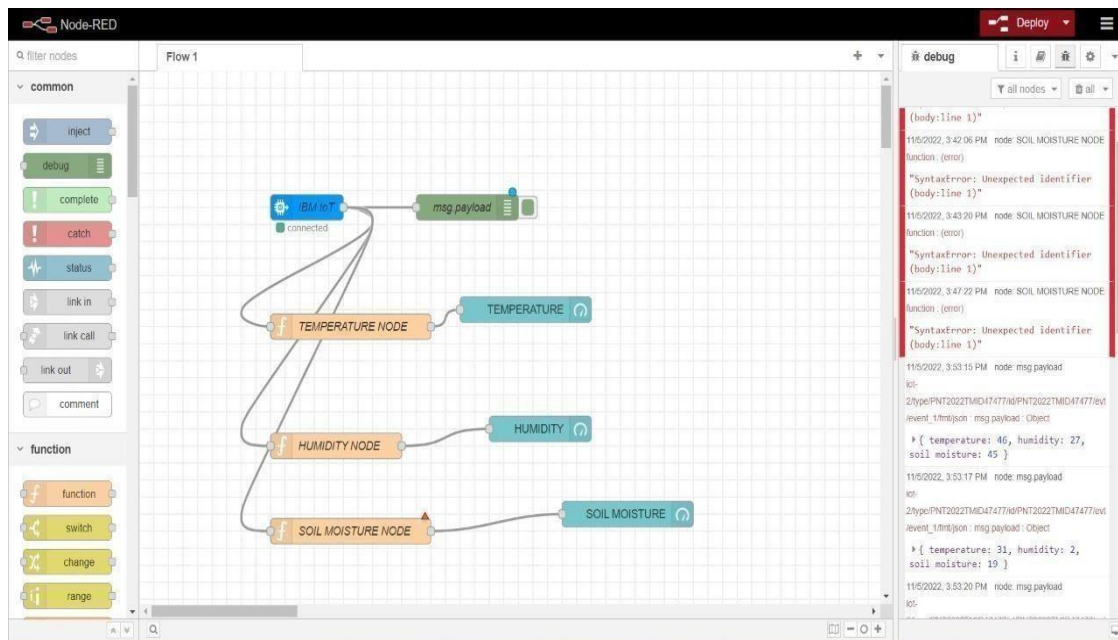 Node-RED
Deploy
filter nodes
Flow 1
debug
i
all nodes
all
common
inject
debug
complete
catch
status
link in
link call
link out
comment
function
function
switch
change
range
IBM IoT
connected
msg.payload
TEMPERATURE NODE
TEMPERATURE
HUMIDITY NODE
HUMIDITY
SOIL MOISTURE NODE
SOIL MOISTURE
(body:line 1)"
11/5/2022, 3:42:06 PM node: SOIL MOISTURE NODE
function : (error)
"SyntaxError: Unexpected identifier
(body:line 1)"
11/5/2022, 3:43:20 PM node: SOIL MOISTURE NODE
function : (error)
"SyntaxError: Unexpected identifier
(body:line 1)"
11/5/2022, 3:47:22 PM node: SOIL MOISTURE NODE
function : (error)
"SyntaxError: Unexpected identifier
(body:line 1)"
11/5/2022, 3:53:15 PM node: msg.payload
iot-
2/type/PNT2022TMID47477/id/PNT2022TMID47477/evt
/event_1/fmt/json : msg.payload : Object
{ temperature: 46, humidity: 27,
soil moisture: 45 }
11/5/2022, 3:53:17 PM node: msg.payload
iot-
2/type/PNT2022TMID47477/id/PNT2022TMID47477/evt
/event_1/fmt/json : msg.payload : Object
{ temperature: 31, humidity: 2,
soil moisture: 19 }
11/5/2022, 3:53:20 PM node: msg.payload
iot-